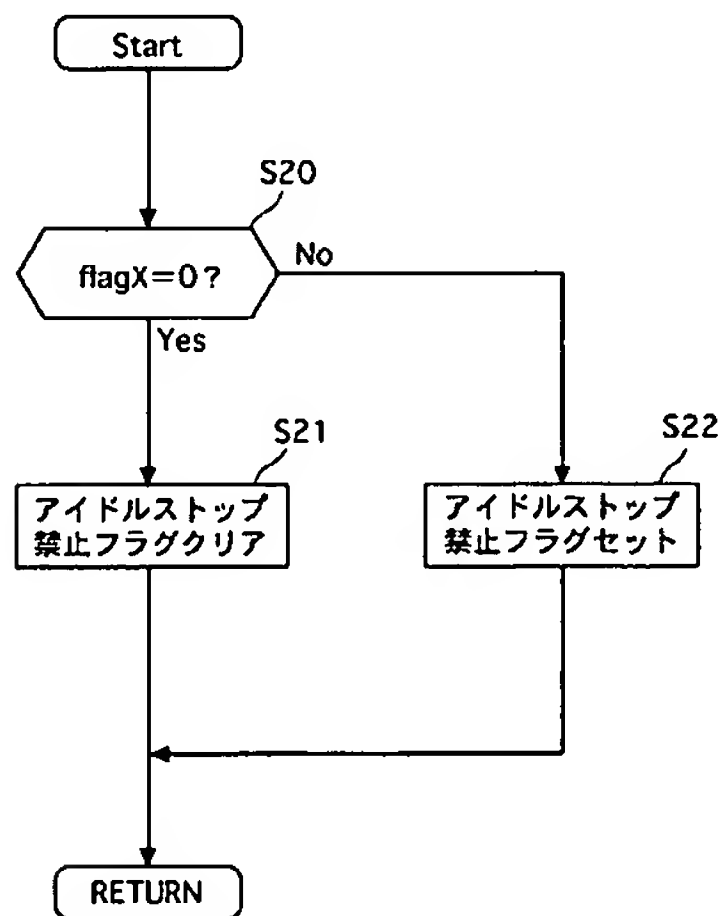 Start
S20
flagX=0?
No
Yes
S21
S22
アイドルストップ
禁止フラグクリア
アイドルストップ
禁止フラグセット
RETURN